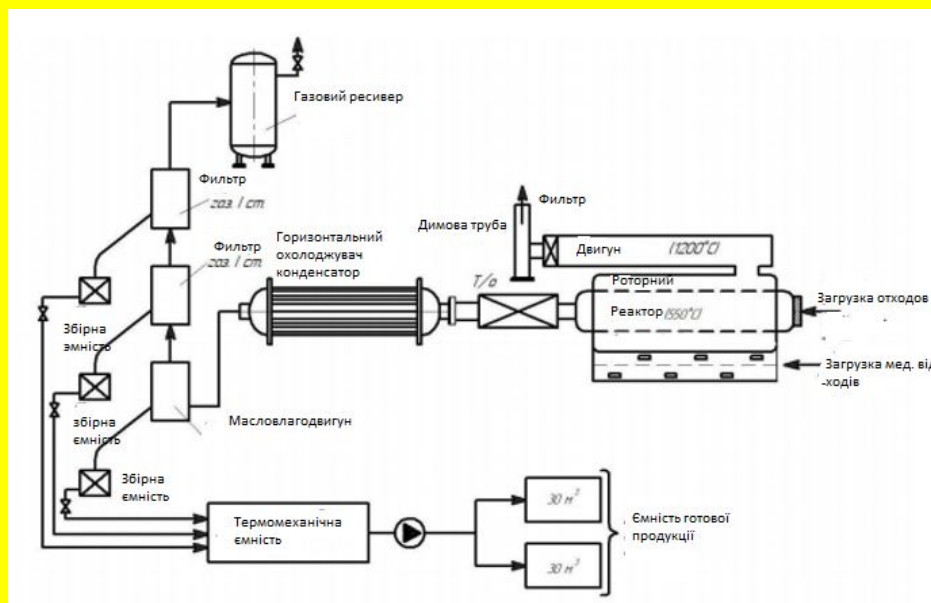 Газовий ресивер
Фильтр
газ. I ст.
Фильтр
газ. I ст.
Горизонтальний
охолоджувач
конденсатор
Фильтр
Димова труба
Двигун
(1200°С)
Т/о
Роторний
Реактор
(550°С)
Загрузка отходов
Загрузка мед. від
-ходів
Збірна
эмність
збірна
ємність
Масловлагодвигун
Збірна
ємність
Термомеханічна
ємність
30 м³
30 м³
Ємність готової
продукції